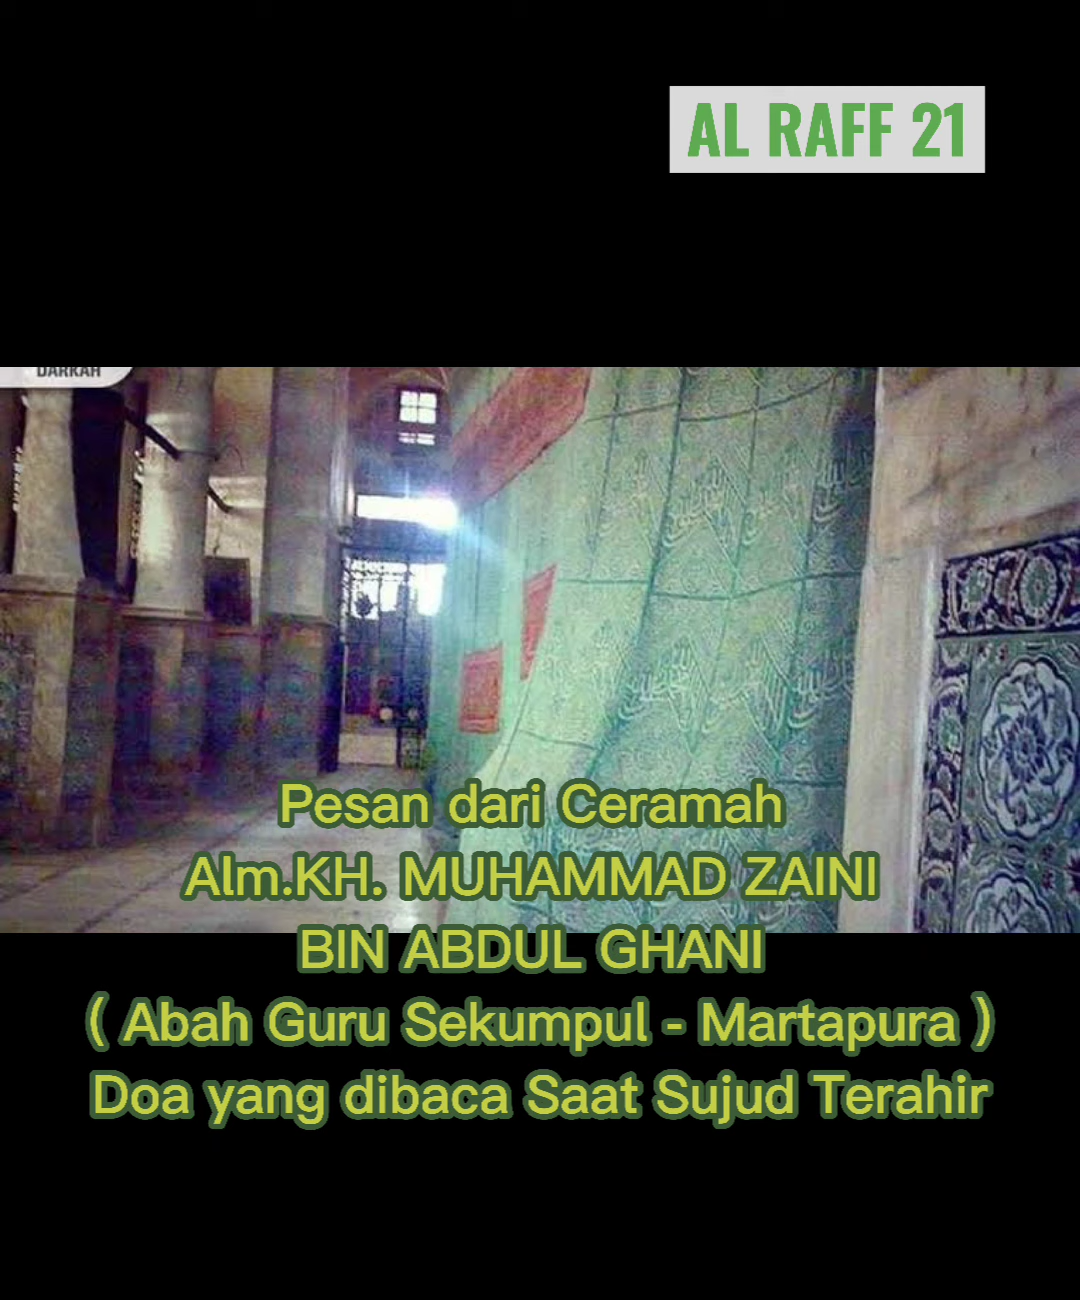 AL RAFF 21
DARKAH
Pesan dari Ceramah
Alm.KH. MUHAMMAD ZAINI
BIN ABDUL GHANI
( Abah Guru Sekumpul - Martapura )
Doa yang dibaca Saat Sujud Terahir